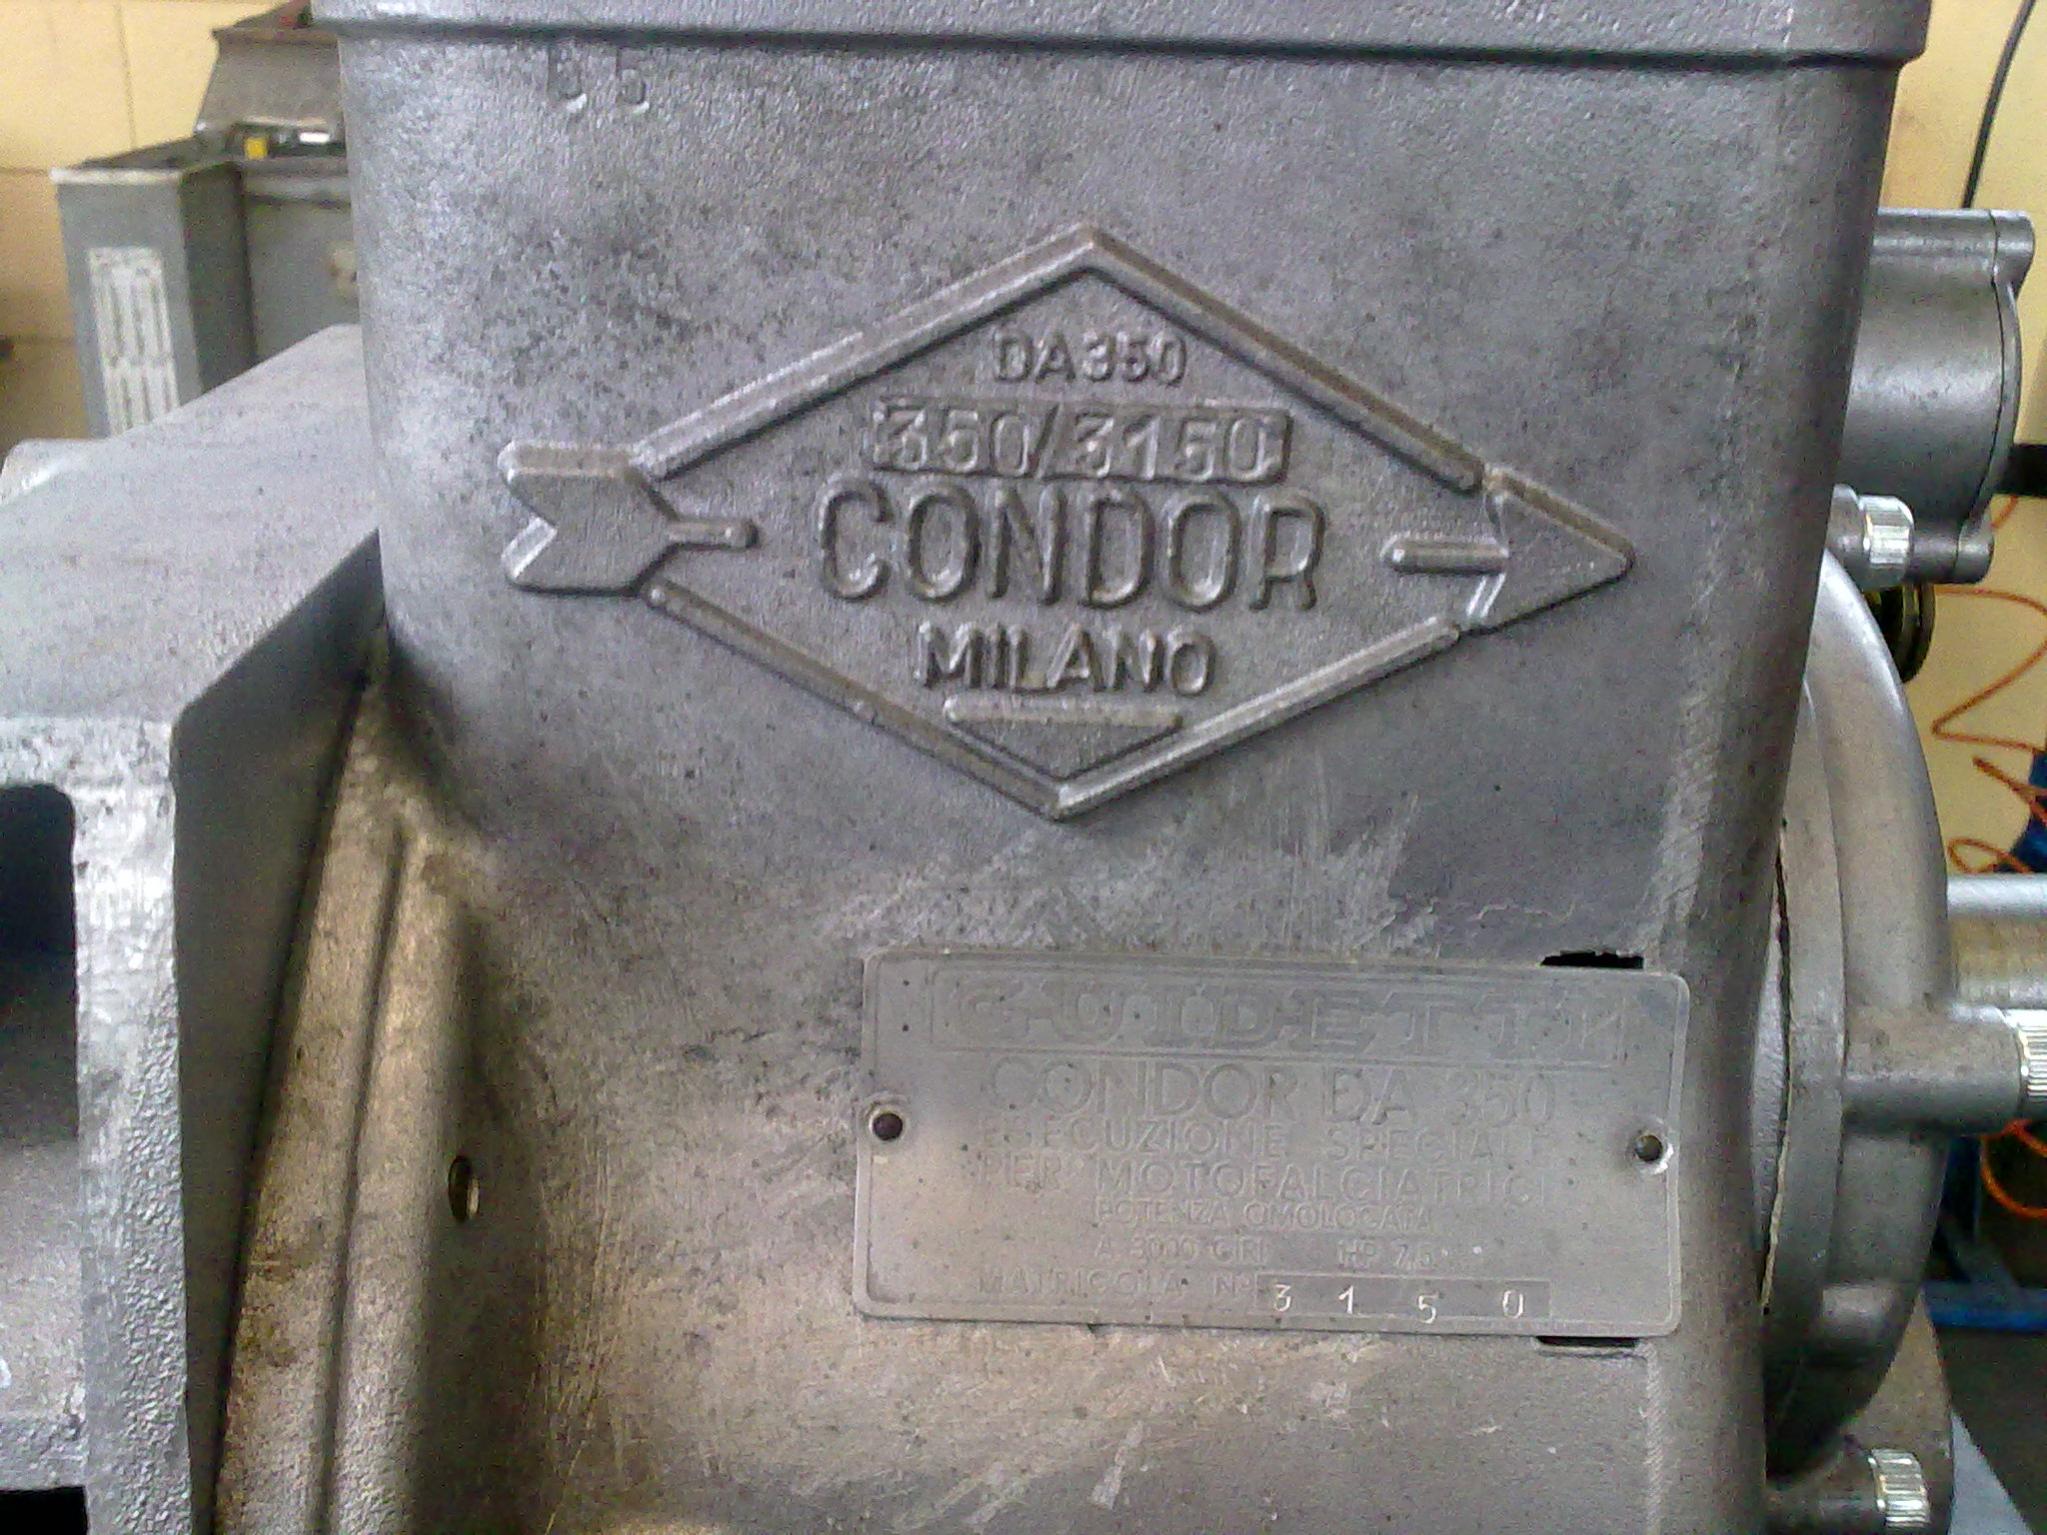 DA350
350/3150
CONDOR
MILANO
GUIDETTI
CONDOR DA 350
ESECUZIONE SPECIALE
PER MOTOFALCIATRICI
POTENZA OMOLOGATA
A 3000 GIRI HP 7,5
MATRICOLA N° 3150